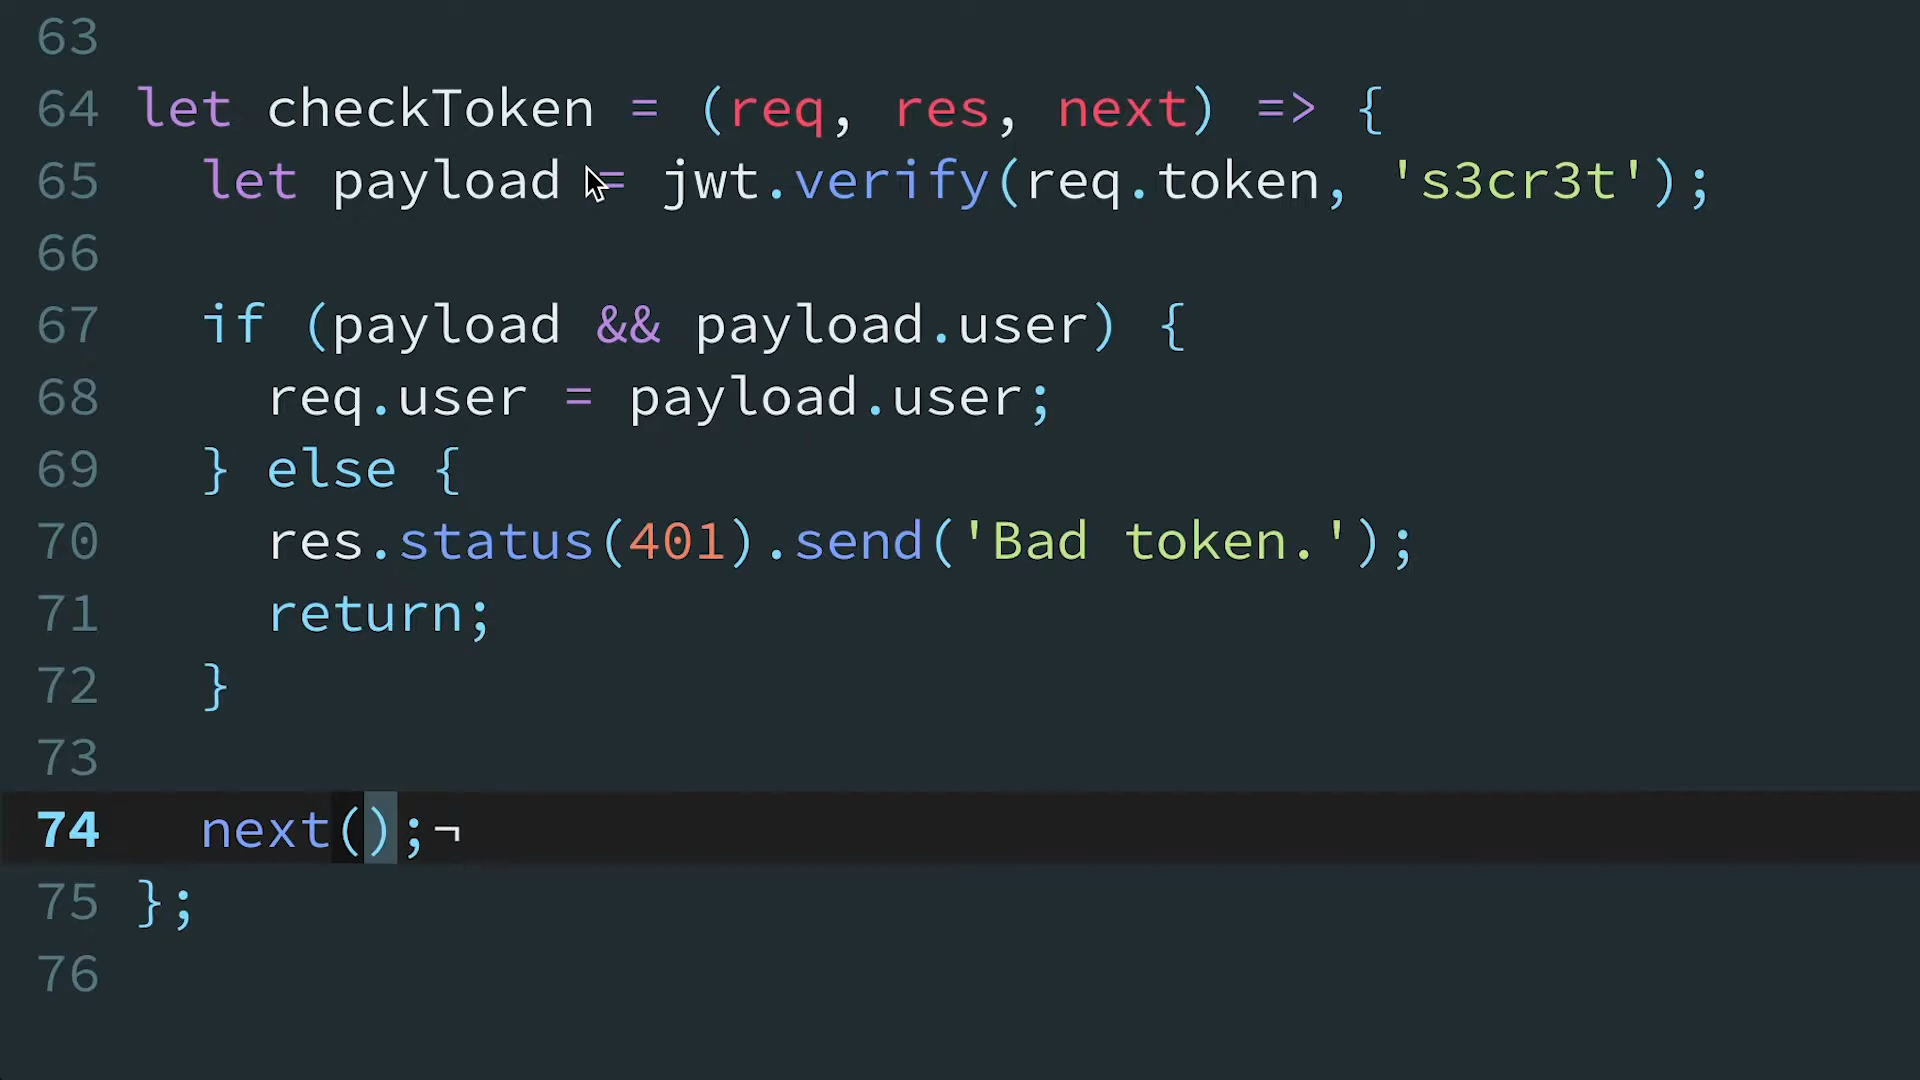 63
64 let checkToken = (req, res, next) => {
65   let payload = jwt.verify(req.token, 's3cr3t');
66
67   if (payload && payload.user) {
68     req.user = payload.user;
69   } else {
70     res.status(401).send('Bad token.');
71     return;
72   }
73
74   next();¬
75 };
76